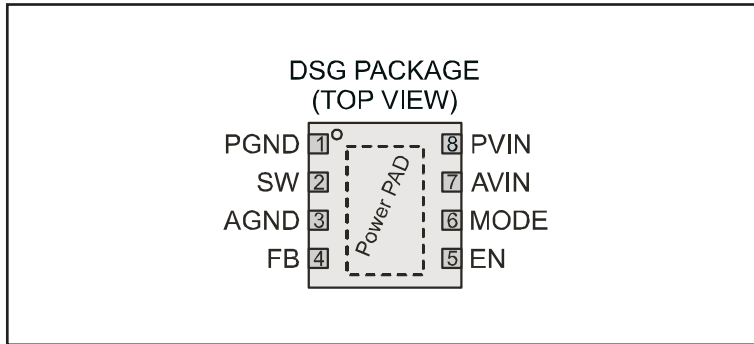 DSG PACKAGE
(TOP VIEW)
PGND 1 8 PVIN
SW 2 7 AVIN
AGND 3 6 MODE
FB 4 5 EN
Power PAD